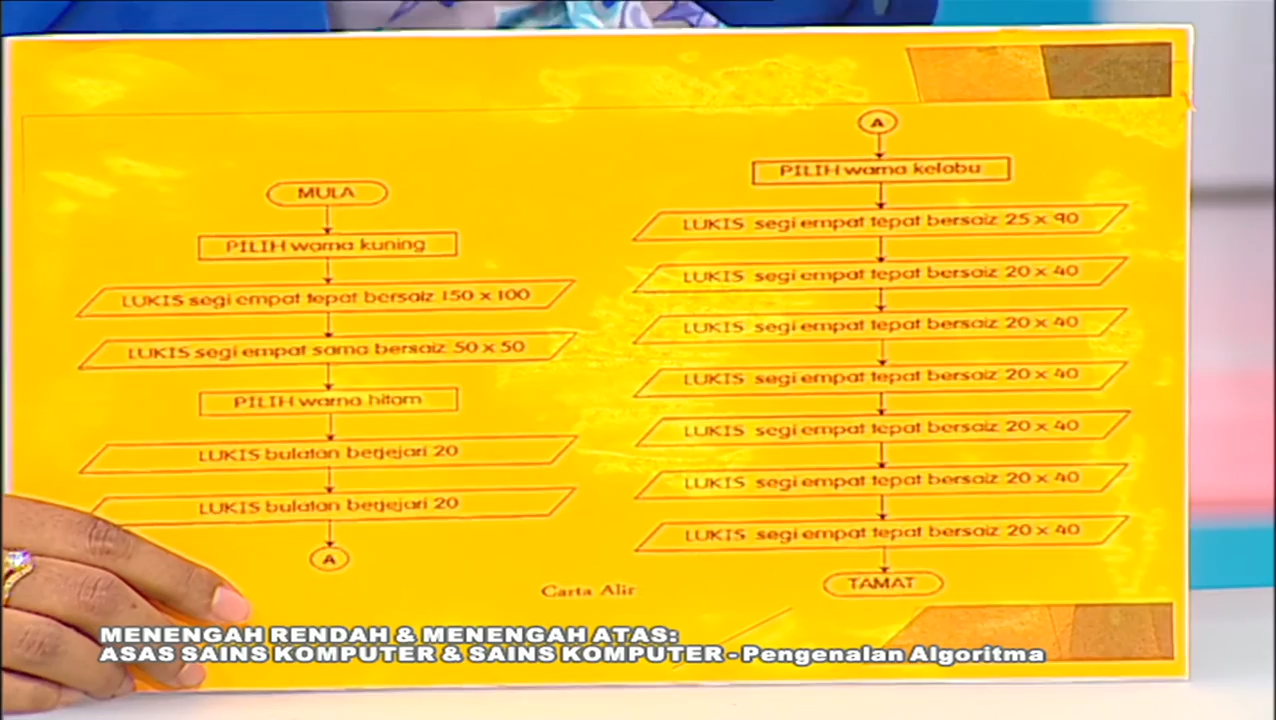 MULA
PILIH warna kuning
LUKIS segi empat tepat bersaiz 150 x 100
LUKIS segi empat sama bersaiz 50 x 50
PILIH warna hitam
LUKIS bulatan berjejari 20
LUKIS bulatan berjejari 20
A
A
PILIH warna kelabu
LUKIS segi empat tepat bersaiz 25 x 90
LUKIS segi empat tepat bersaiz 20 x 40
LUKIS segi empat tepat bersaiz 20 x 40
LUKIS segi empat tepat bersaiz 20 x 40
LUKIS segi empat tepat bersaiz 20 x 40
LUKIS segi empat tepat bersaiz 20 x 40
LUKIS segi empat tepat bersaiz 20 x 40
TAMAT
Carta Alir
MENENGAH RENDAH & MENENGAH ATAS:
ASAS SAINS KOMPUTER & SAINS KOMPUTER - Pengenalan Algoritma